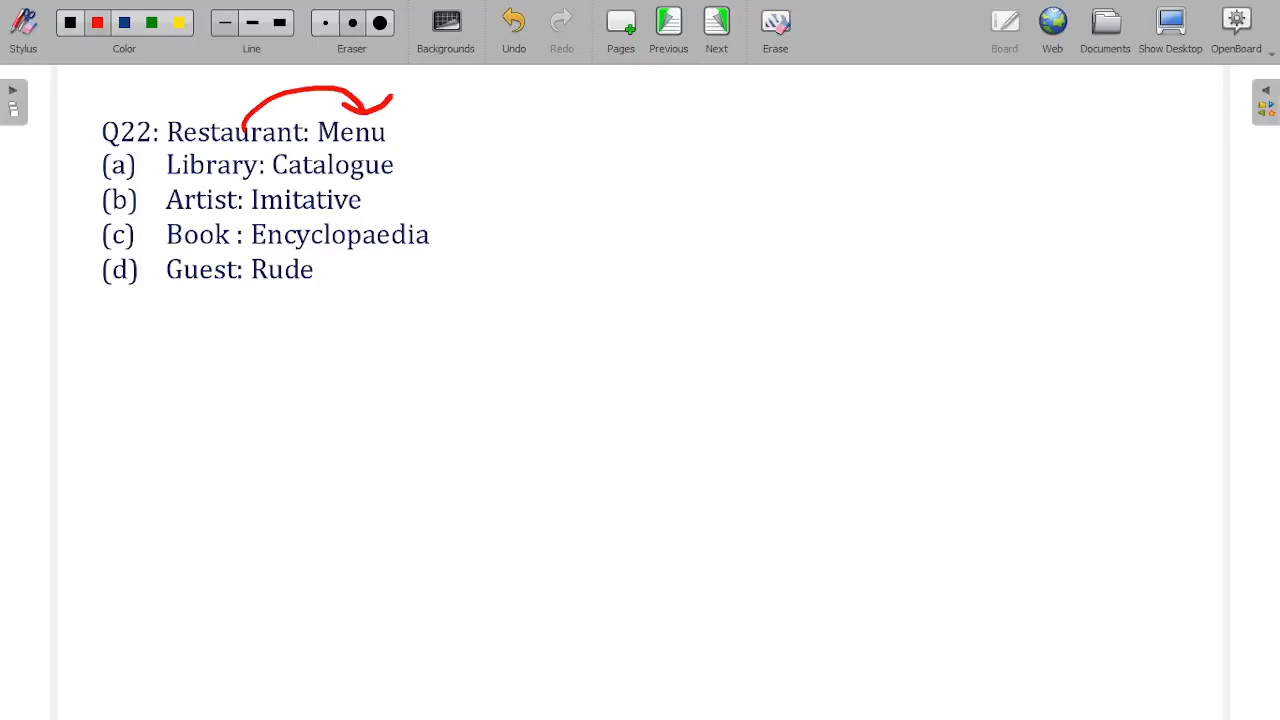 Stylus Color Line Eraser Backgrounds Undo Redo Pages Previous Next Erase Board Web Documents Show Desktop OpenBoard
Q22: Restaurant: Menu
(a) Library: Catalogue
(b) Artist: Imitative
(c) Book : Encyclopaedia
(d) Guest: Rude